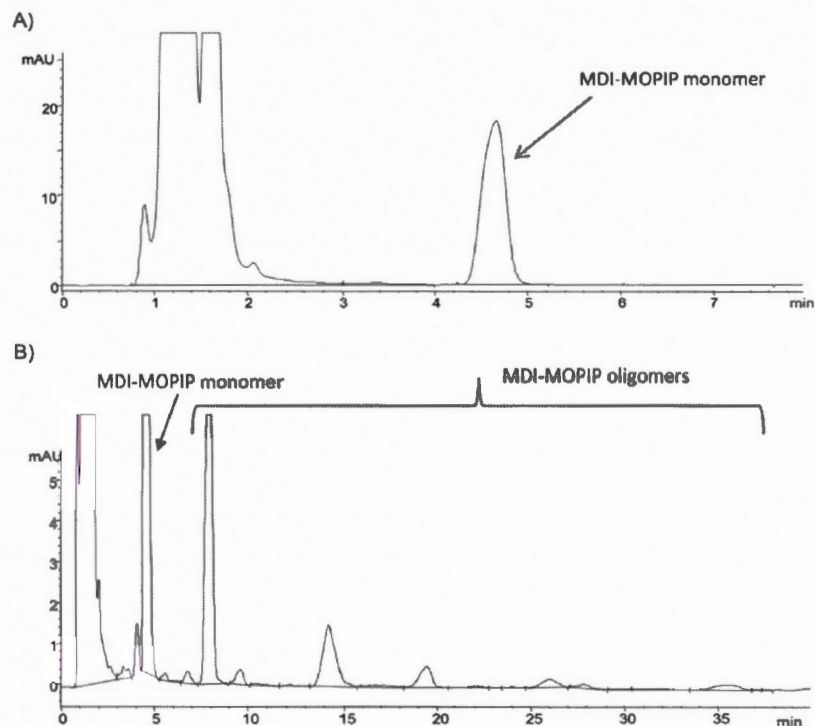 A)
mAU
MDI-MOPIP monomer
20
10
0
0 1 2 3 4 5 6 7 min
B)
MDI-MOPIP monomer
MDI-MOPIP oligomers
mAU
5
4
3
2
1
0
0 5 10 15 20 25 30 35 min